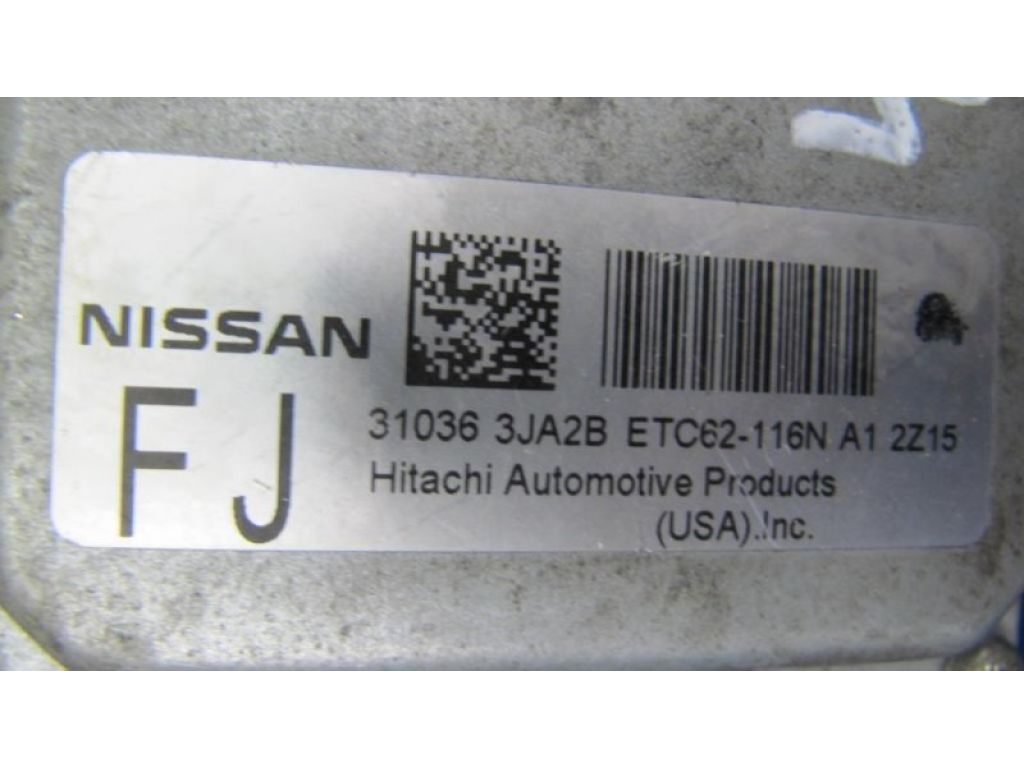 NISSAN
FJ
31036 3JA2B ETC62-116N A1 2Z15
Hitachi Automotive Products
(USA).Inc.